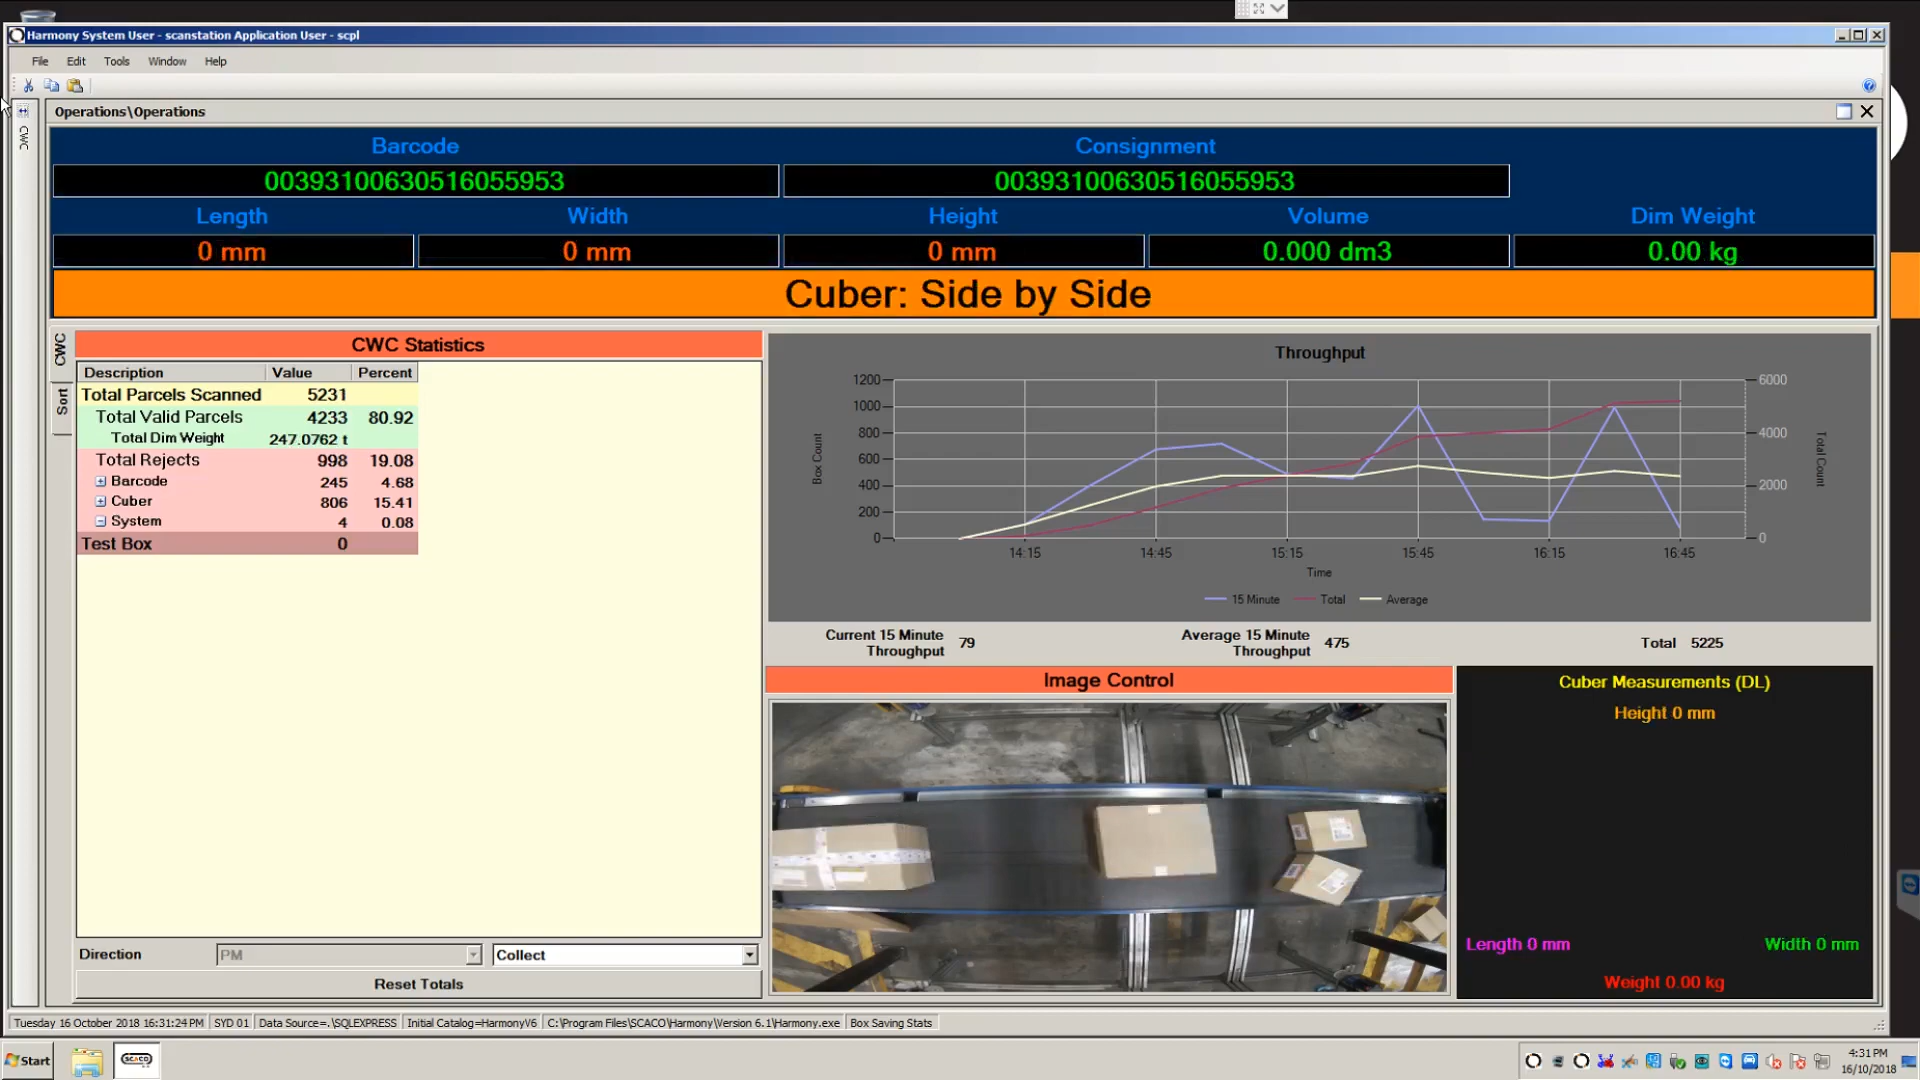 Harmony System User - scanstation Application User - scpl
File Edit Tools Window Help
CWC
Operations\Operations
Barcode Consignment
00393100630516055953 00393100630516055953
Length Width Height Volume Dim Weight
0 mm 0 mm 0 mm 0.000 dm3 0.00 kg
Cuber: Side by Side
CWC
Sort
CWC Statistics
Description Value Percent
Total Parcels Scanned 5231
Total Valid Parcels 4233 80.92
Total Dim Weight 247.0762 t
Total Rejects 998 19.08
Barcode 245 4.68
Cuber 806 15.41
System 4 0.08
Test Box 0
Direction PM Collect
Reset Totals
Throughput
1200 6000
1000
800 4000
600
400 2000
200
0 0
Box Count
Total Count
14:15 14:45 15:15 15:45 16:15 16:45
Time
15 Minute Total Average
Current 15 Minute Throughput 79
Average 15 Minute Throughput 475
Total 5225
Image Control
Cuber Measurements (DL)
Height 0 mm
Length 0 mm Width 0 mm
Weight 0.00 kg
Tuesday 16 October 2018 16:31:24 PM SYD 01 Data Source=.\SQLEXPRESS Initial Catalog=HarmonyV6 C:\Program Files\SCACO\Harmony\Version 6.1\Harmony.exe Box Saving Stats
Start SCACO
4:31 PM
16/10/2018